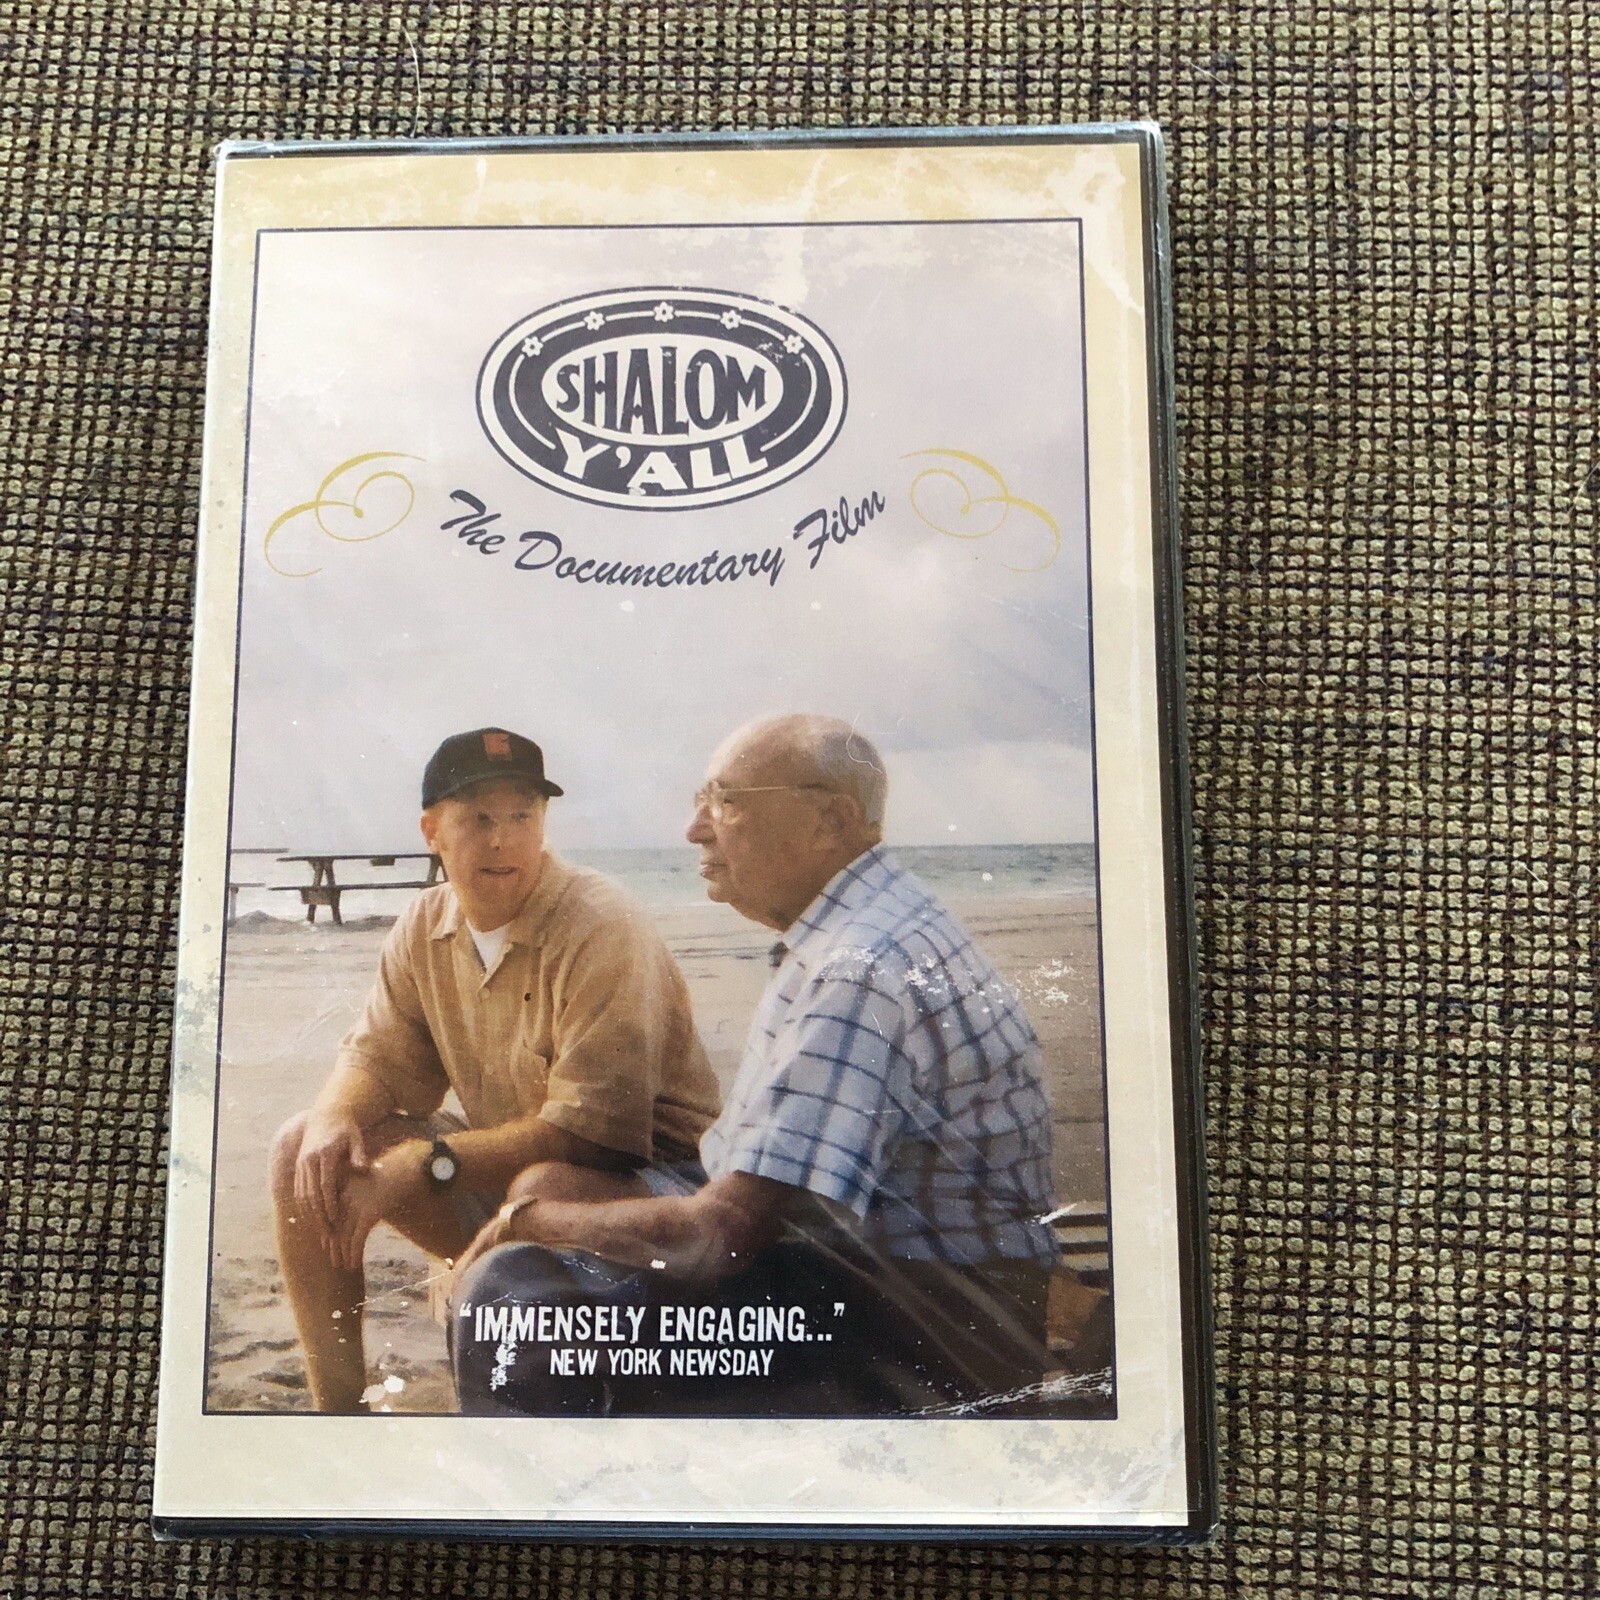 SHALOM
Y'ALL
The Documentary Film
"IMMENSELY ENGAGING..."
NEW YORK NEWSDAY